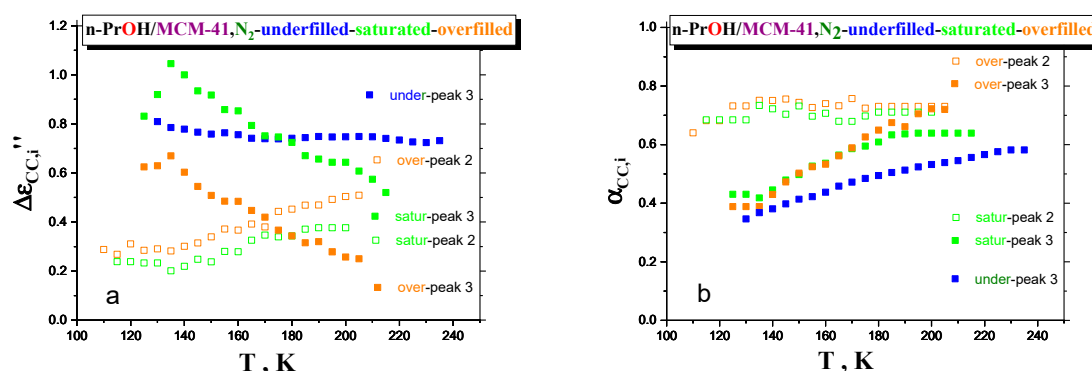 n-PrOH/MCM-41,N2-underfilled-saturated-overfilled
1.2
1.0
0.8
0.6
0.4
0.2
0.0
Δε CC,i''
under-peak 3
over-peak 2
satur-peak 3
satur-peak 2
over-peak 3
a
100 120 140 160 180 200 220 240
T , K
n-PrOH/MCM-41,N2-underfilled-saturated-overfilled
1.0
0.8
0.6
0.4
0.2
0.0
α CC,i
over-peak 2
over-peak 3
satur-peak 2
satur-peak 3
under-peak 3
b
100 120 140 160 180 200 220 240
T , K